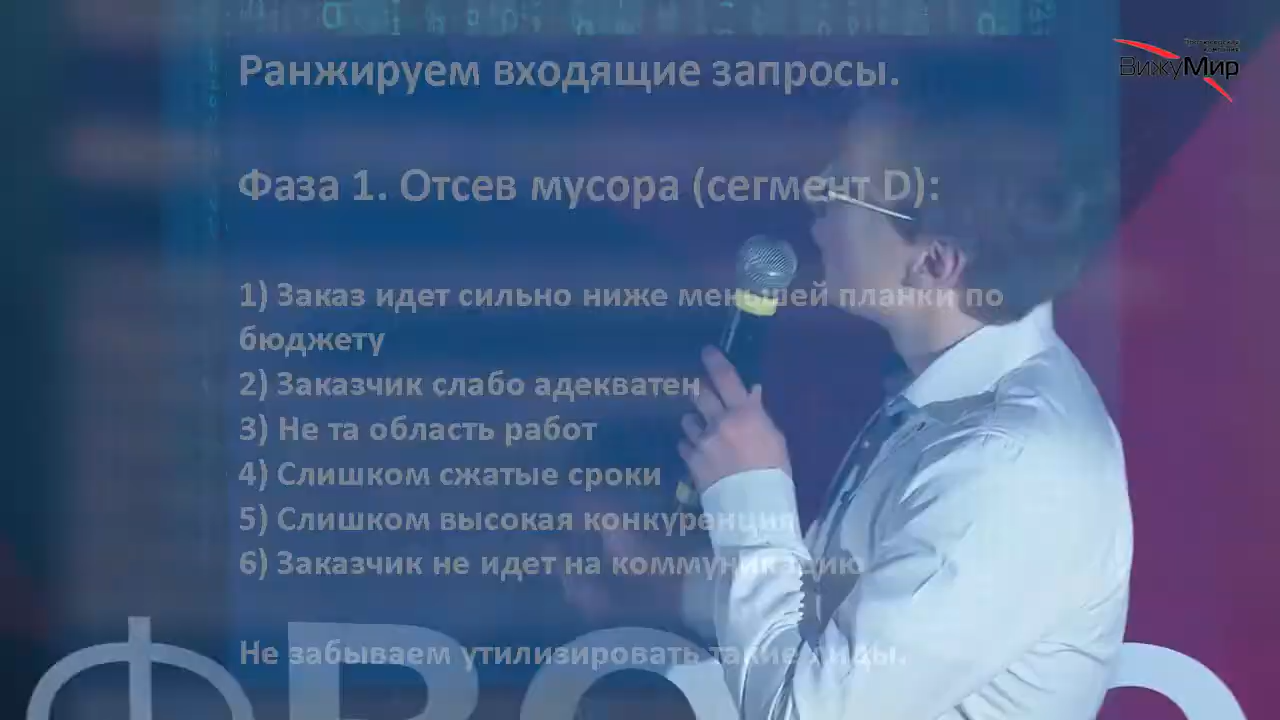 Ранжируем входящие запросы.
ВижуМир
Фаза 1. Отсев мусора (сегмент D):
1) Заказ идет сильно ниже меньшей планки по
бюджету
2) Заказчик слабо адекватен
3) Не та область работ
4) Слишком сжатые сроки
5) Слишком высокая конкуренция
6) Заказчик не идет на коммуникацию
Не забываем утилизировать такие лиды.